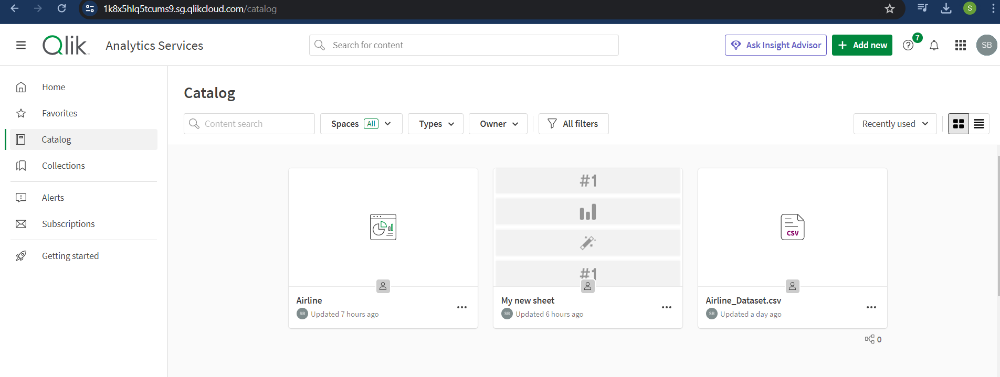 1k8x5hlq5tcums9.sg.qlikcloud.com/catalog
S
Qlik
Analytics Services
Search for content
Ask Insight Advisor
Add new
7
SB
Home
Favorites
Catalog
Collections
Alerts
Subscriptions
Getting started
Catalog
Content search
Spaces All
Types
Owner
All filters
Recently used
#1
#1
CSV
Airline
SB Updated 7 hours ago
My new sheet
SB Updated 6 hours ago
Airline_Dataset.csv
SB Updated a day ago
0